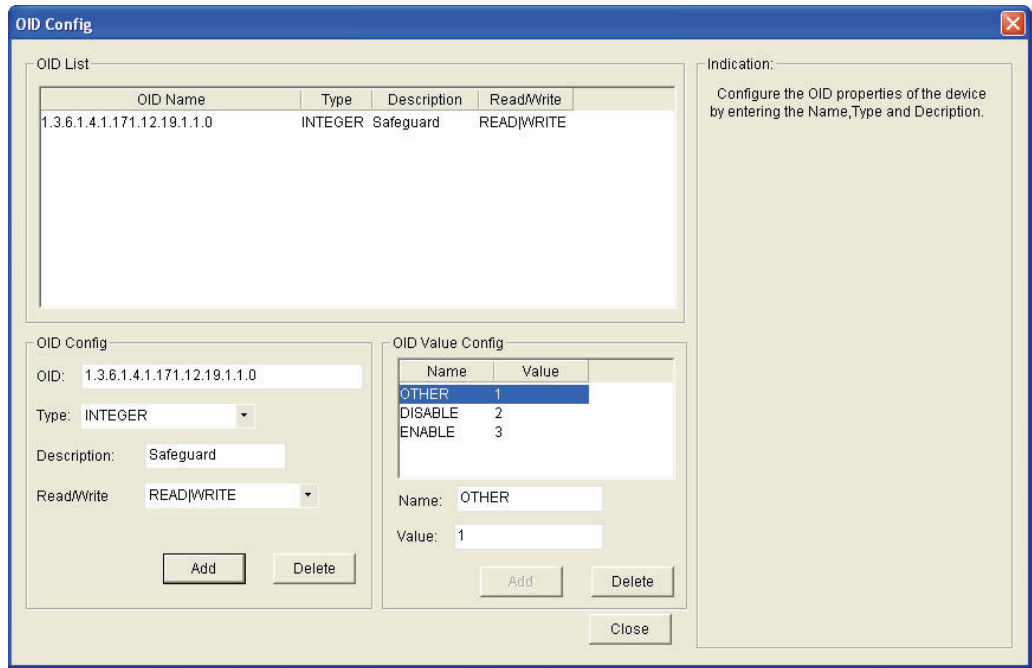 OID Config
OID List
OID Name Type Description Read/Write
1.3.6.1.4.1.171.12.19.1.1.0 INTEGER Safeguard READ|WRITE
Indication:
Configure the OID properties of the device
by entering the Name,Type and Decription.
OID Config
OID: 1.3.6.1.4.1.171.12.19.1.1.0
Type: INTEGER
Description: Safeguard
Read/Write READ|WRITE
Add Delete
OID Value Config
Name Value
OTHER 1
DISABLE 2
ENABLE 3
Name: OTHER
Value: 1
Add Delete
Close